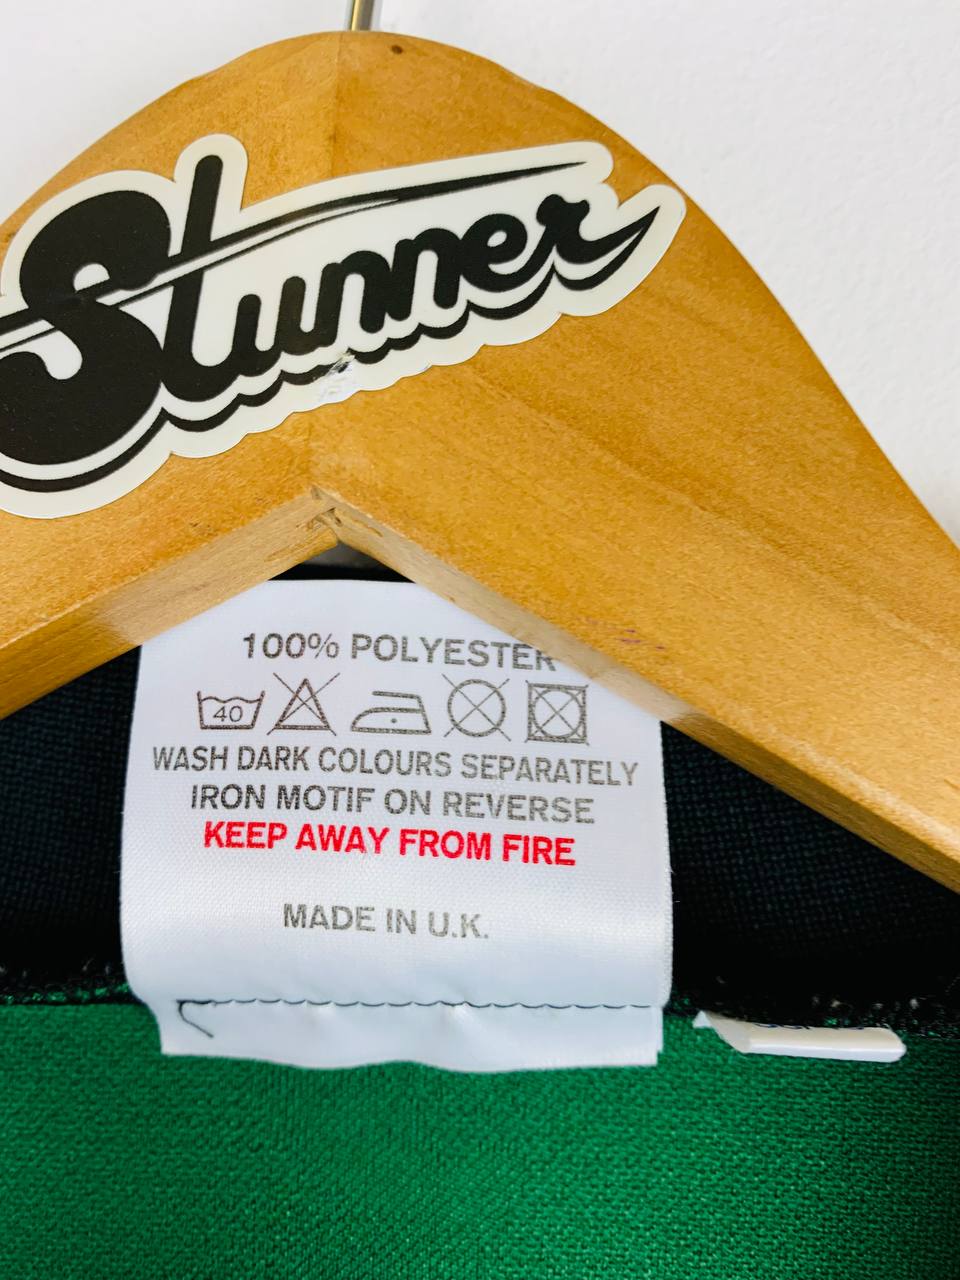 Stunner
100% POLYESTER
40
WASH DARK COLOURS SEPARATELY
IRON MOTIF ON REVERSE
KEEP AWAY FROM FIRE
MADE IN U.K.